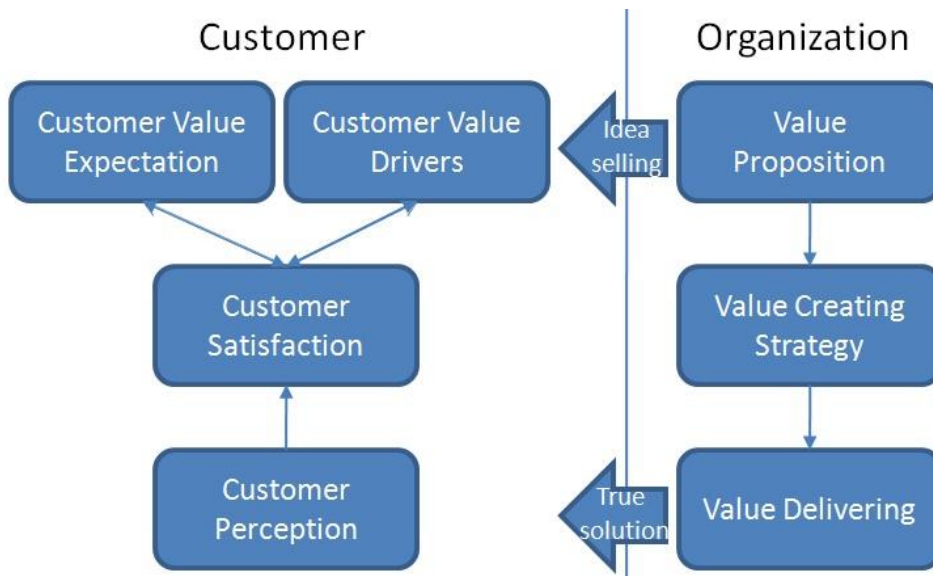 Customer
Organization
Customer Value
Expectation
Customer Value
Drivers
Idea
selling
Value
Proposition
Customer
Satisfaction
Value Creating
Strategy
Customer
Perception
True
solution
Value Delivering